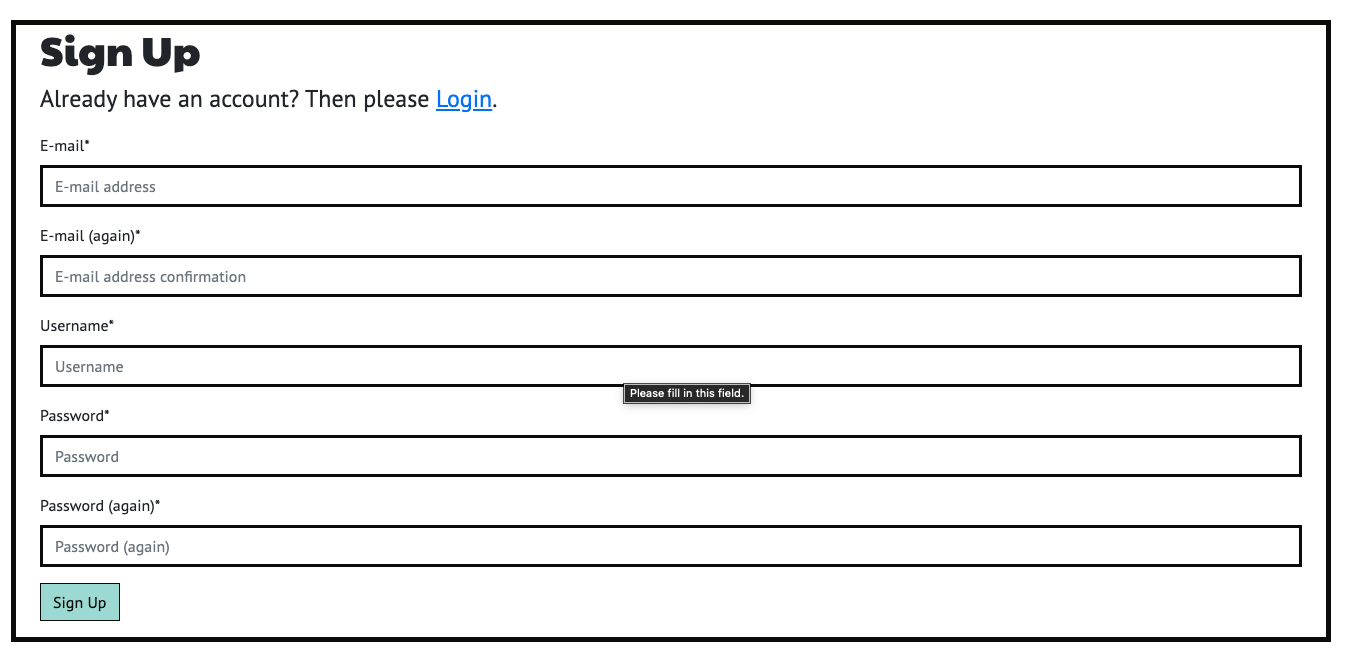 Sign Up
Already have an account? Then please Login.
E-mail*
E-mail address
E-mail (again)*
E-mail address confirmation
Username*
Username
Please fill in this field.
Password*
Password
Password (again)*
Password (again)
Sign Up